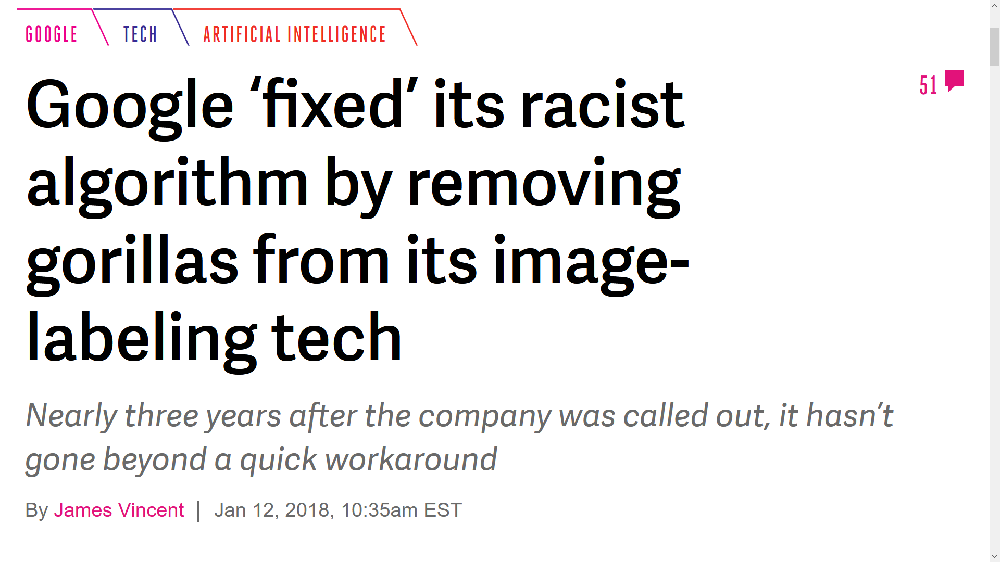 GOOGLE TECH ARTIFICIAL INTELLIGENCE
Google ‘fixed’ its racist
algorithm by removing
gorillas from its image-
labeling tech
51
Nearly three years after the company was called out, it hasn’t
gone beyond a quick workaround
By James Vincent | Jan 12, 2018, 10:35am EST